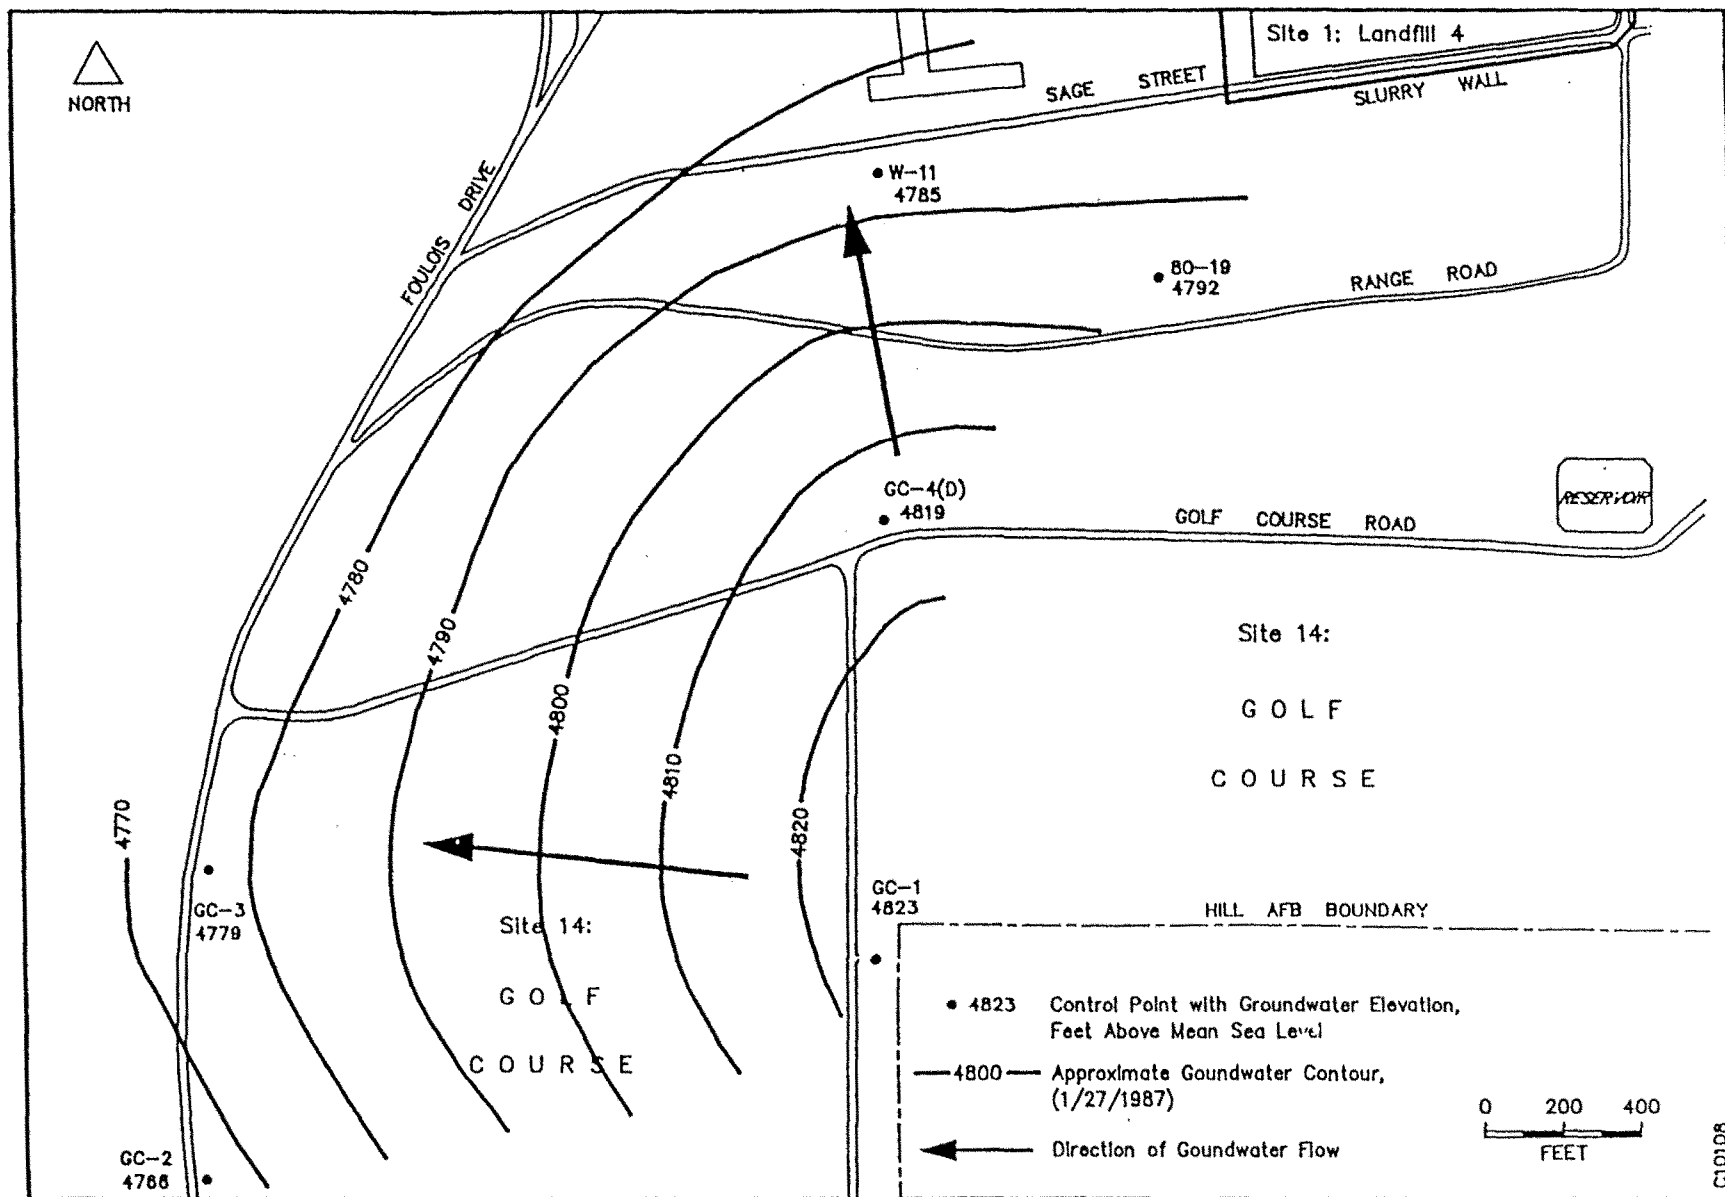 Site 1: Landfill 4
NORTH
SAGE STREET
SLURRY WALL
FOULOIS DRIVE
W-11
4785
80-19
4792
RANGE ROAD
GC-4(D)
4819
GOLF COURSE ROAD
RESERVOIR
4780
4790
4800
4810
4820
4770
Site 14:
GOLF
COURSE
GC-1
4823
GC-3
4779
HILL AFB BOUNDARY
Site 14:
GOLF
COURSE
4823 Control Point with Groundwater Elevation,
Feet Above Mean Sea Level
4800 Approximate Goundwater Contour,
(1/27/1987)
Direction of Goundwater Flow
0 200 400
FEET
GC-2
C10108